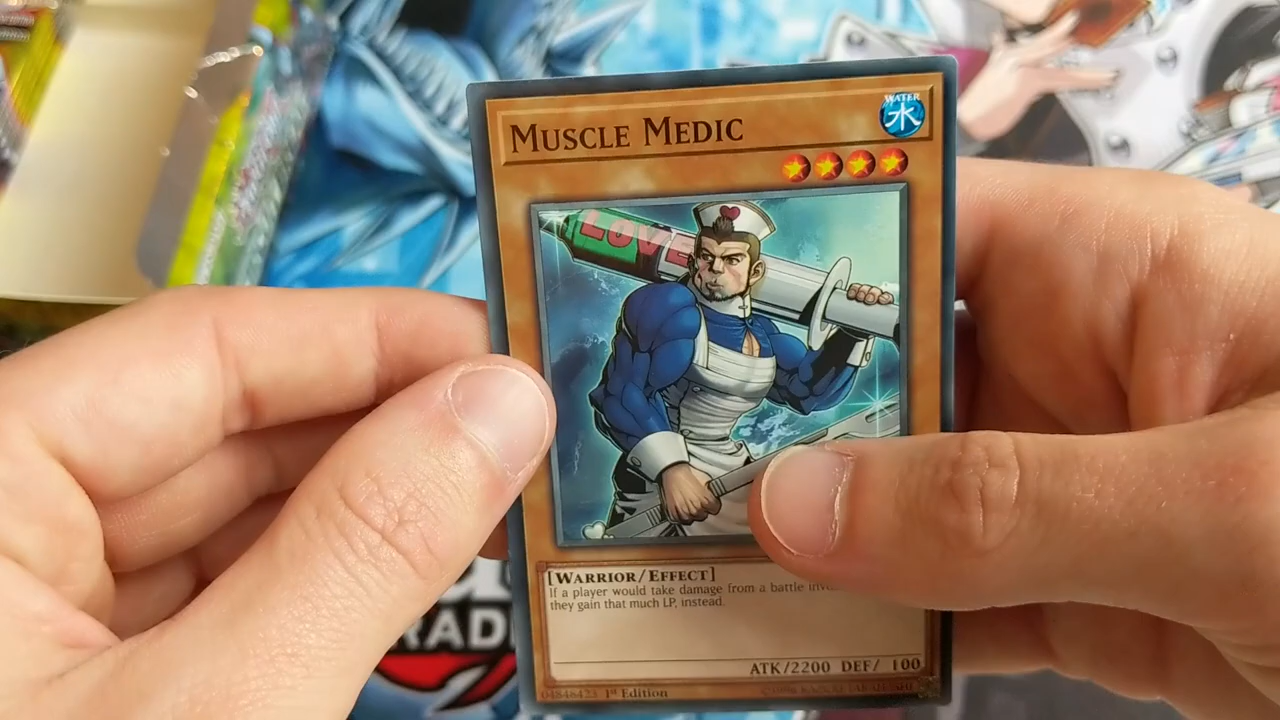 MUSCLE MEDIC
WATER
水
LOVE
[WARRIOR/EFFECT]
If a player would take damage from a battle
they gain that much LP, instead.
ATK/2200 DEF/ 100
04848423 1st Edition
RAD